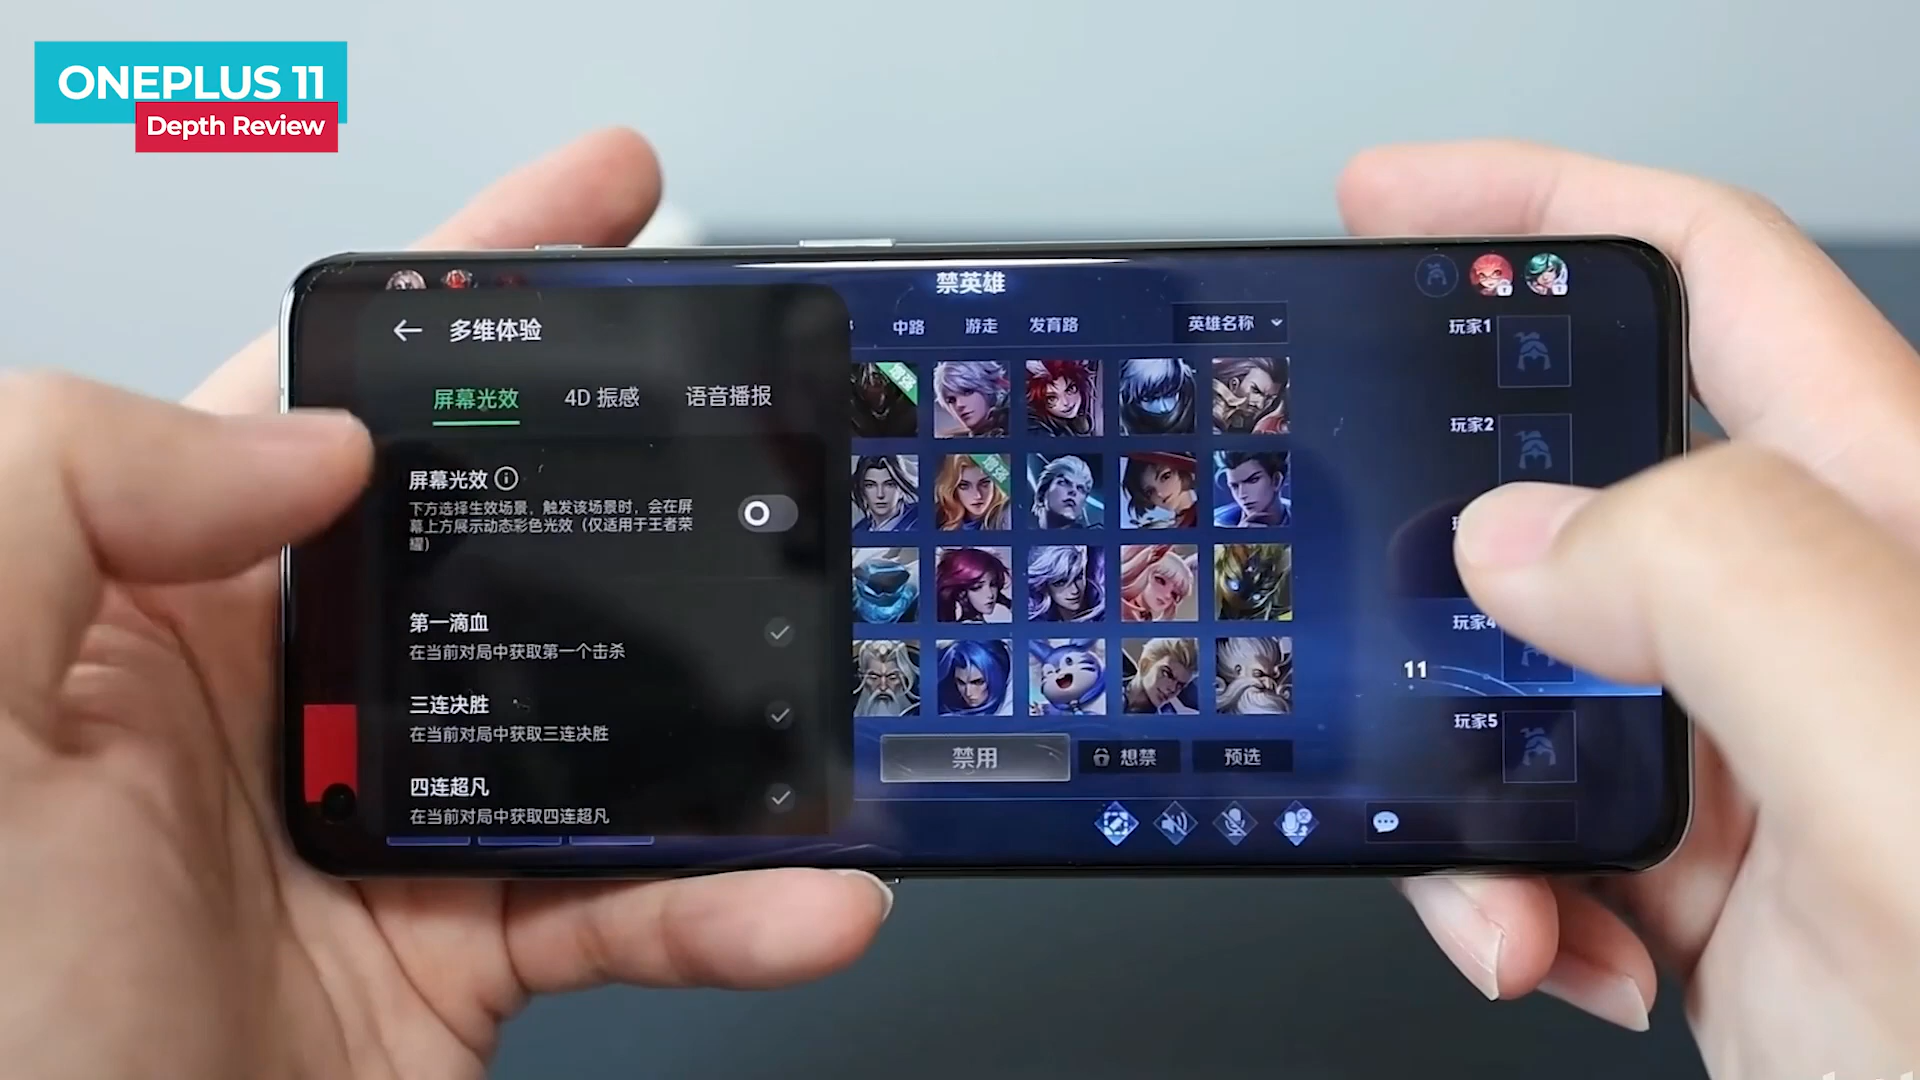 ONEPLUS 11
Depth Review
禁英雄
多维体验
中路
游走
发育路
英雄名称
屏幕光效
4D 振感
语音播报
增强
增强
屏幕光效
下方选择生效场景，触发该场景时，会在屏
幕上方展示动态彩色光效（仅适用于王者荣
耀）
第一滴血
在当前对局中获取第一个击杀
三连决胜
在当前对局中获取三连决胜
四连超凡
在当前对局中获取四连超凡
禁用
想禁
预选
玩家1
玩家2
玩家4
11
玩家5